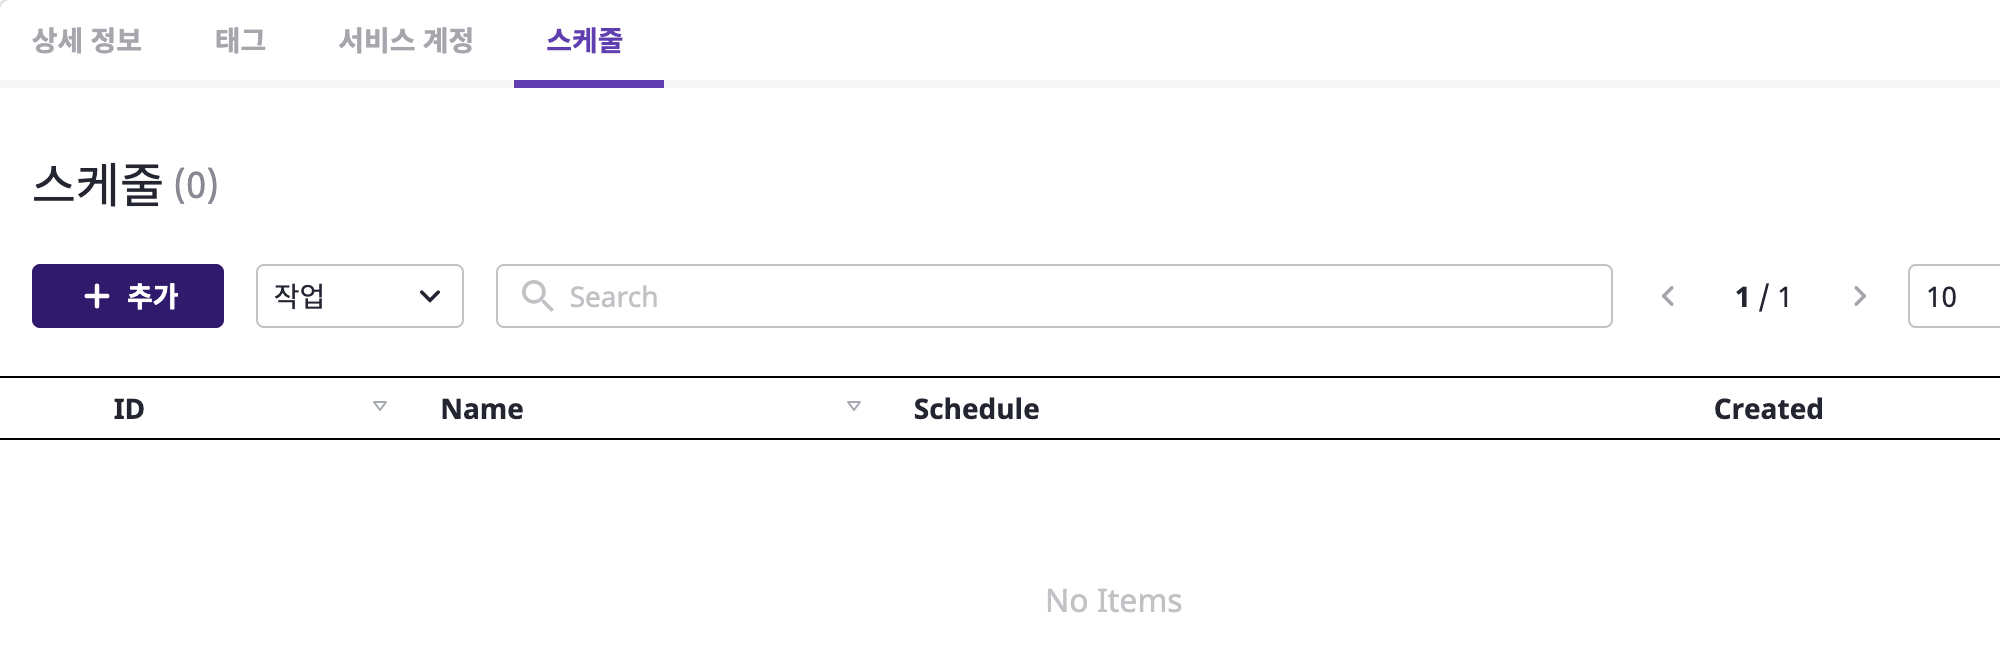 상세 정보 태그 서비스 계정 스케줄
스케줄 (0)
+ 추가 작업 Search 1 / 1 10
ID Name Schedule Created
No Items